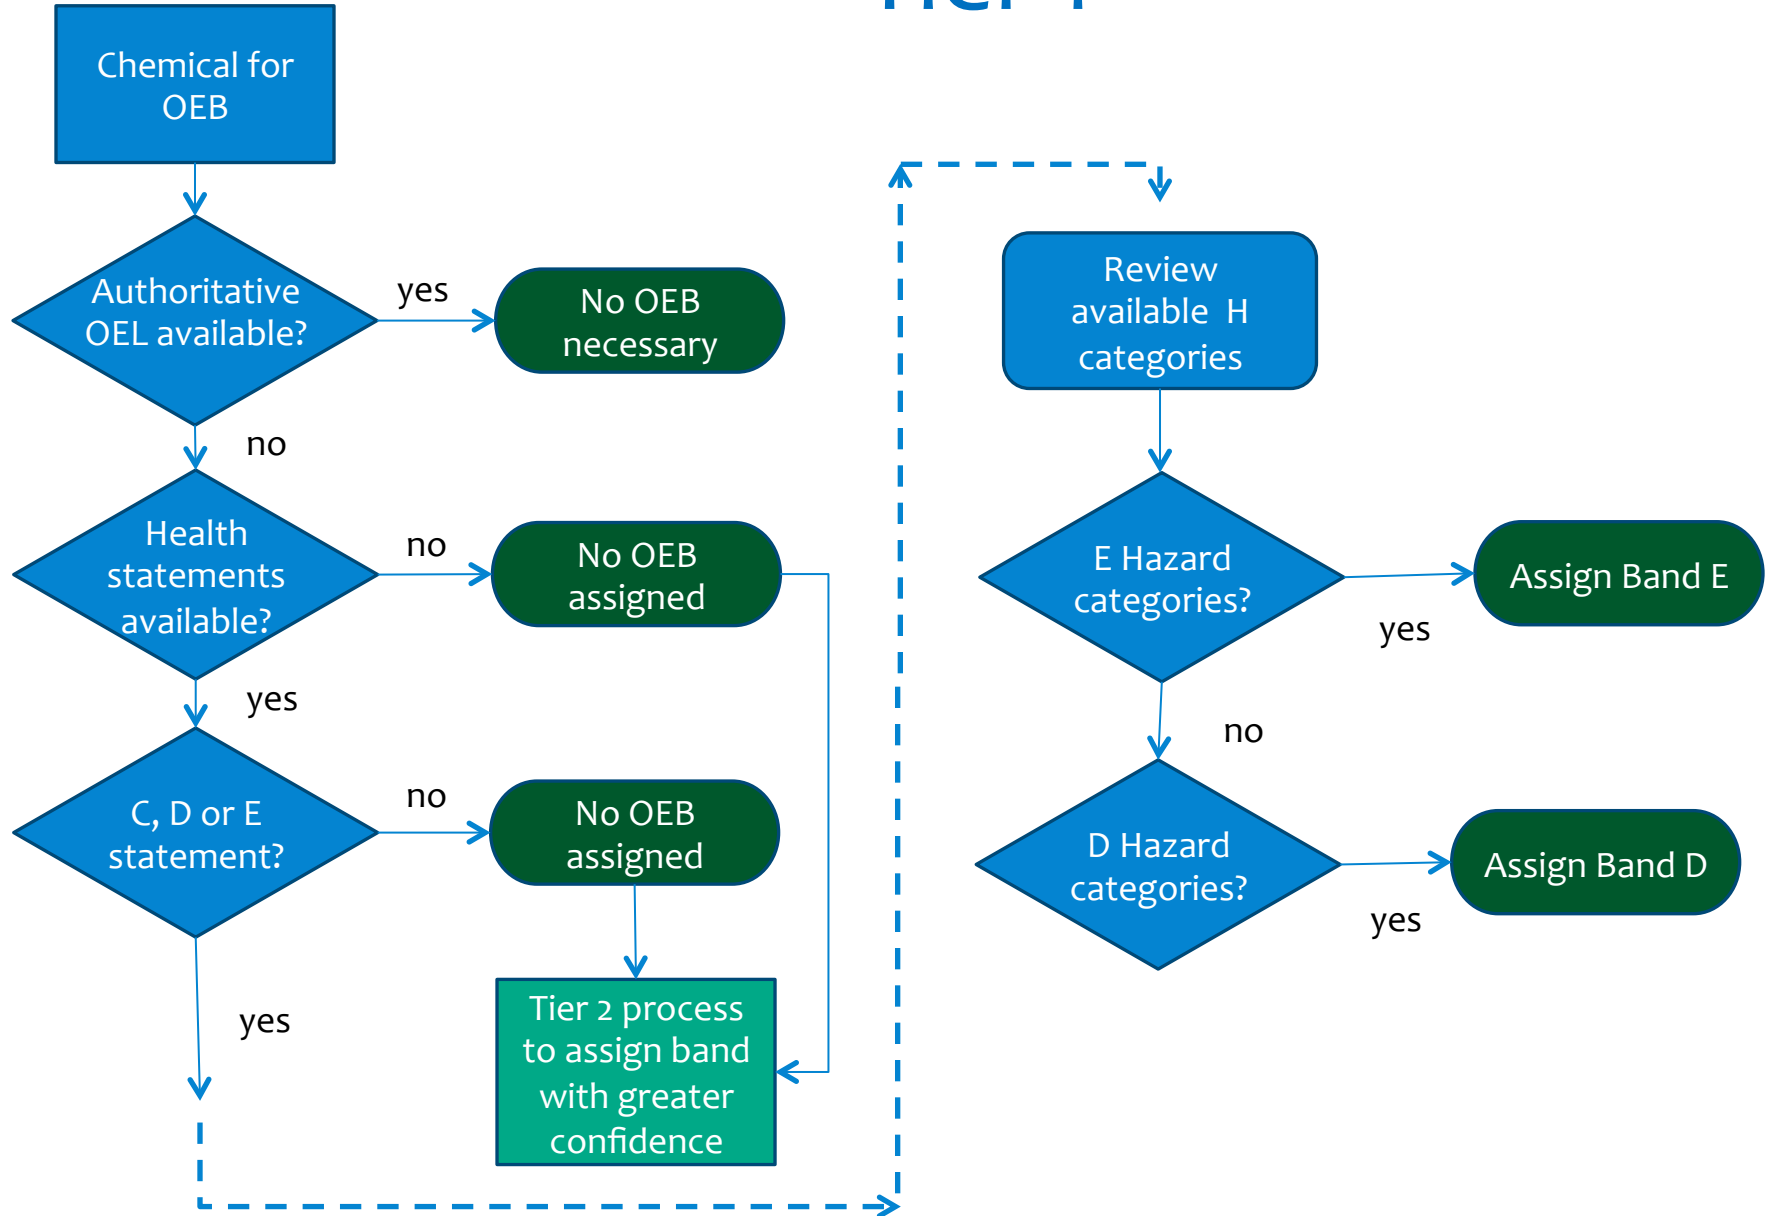 Chemical for
OEB
Authoritative
OEL available?
yes
No OEB
necessary
no
Health
statements
available?
no
No OEB
assigned
yes
C, D or E
statement?
no
No OEB
assigned
yes
Tier 2 process
to assign band
with greater
confidence
Review
available H
categories
E Hazard
categories?
yes
Assign Band E
no
D Hazard
categories?
yes
Assign Band D